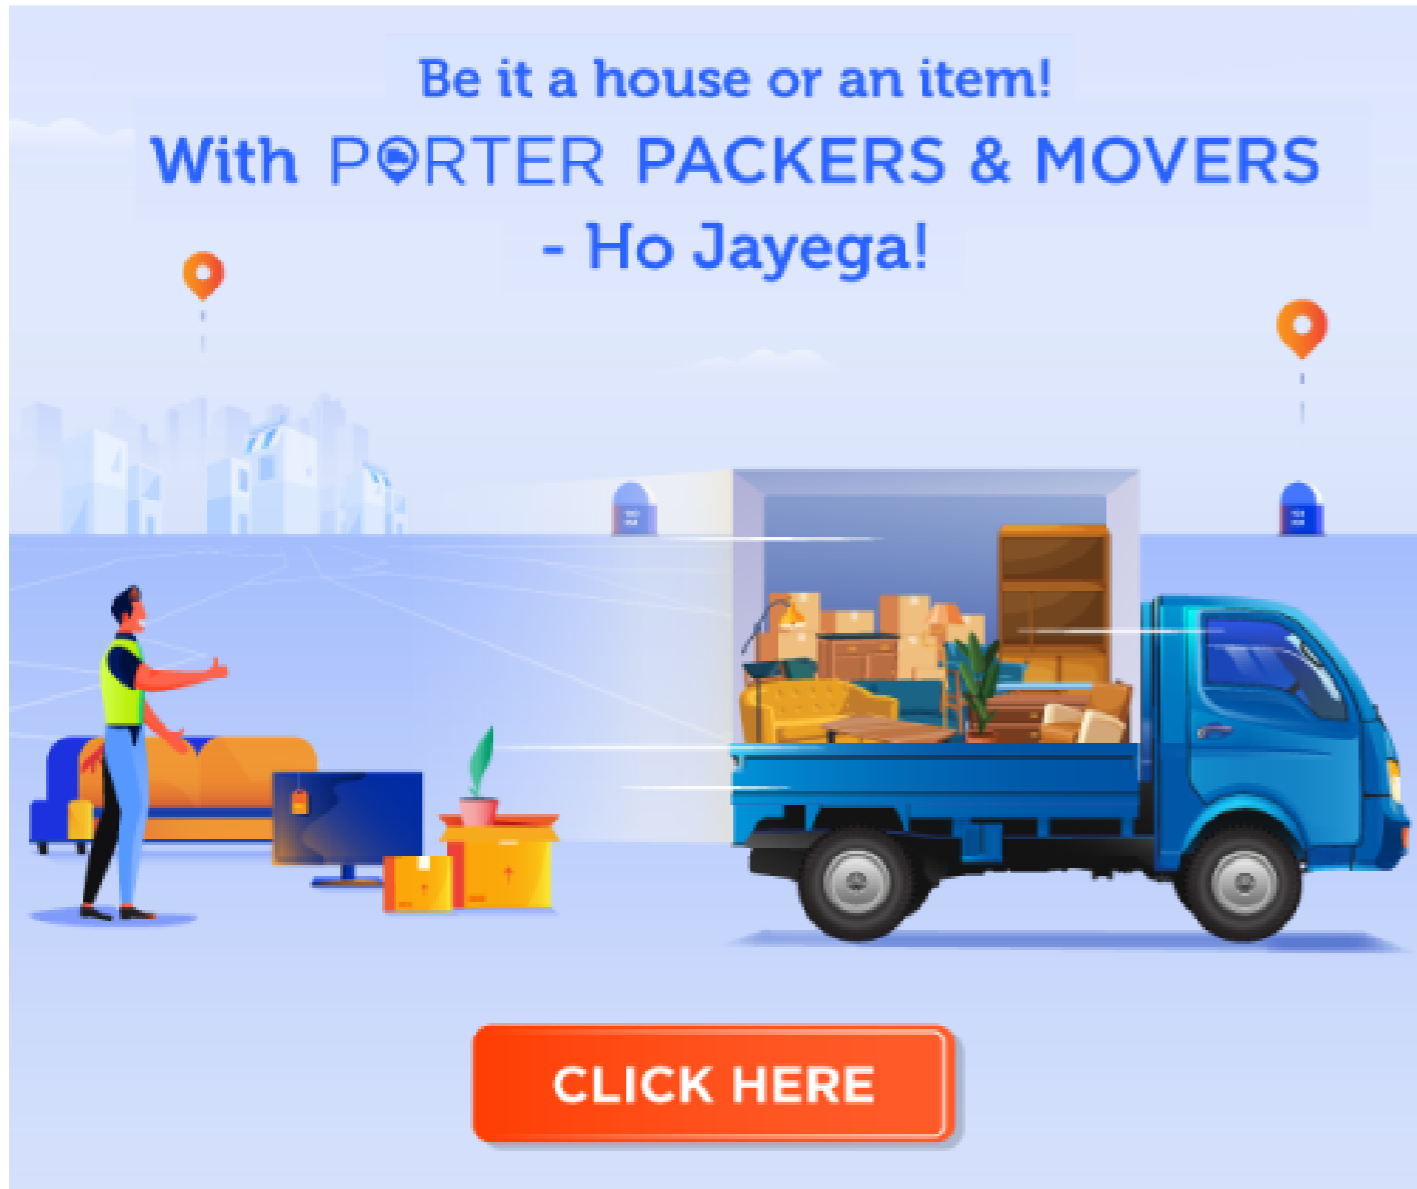 Be it a house or an item!
With PORTER PACKERS & MOVERS
- Ho Jayega!
CLICK HERE